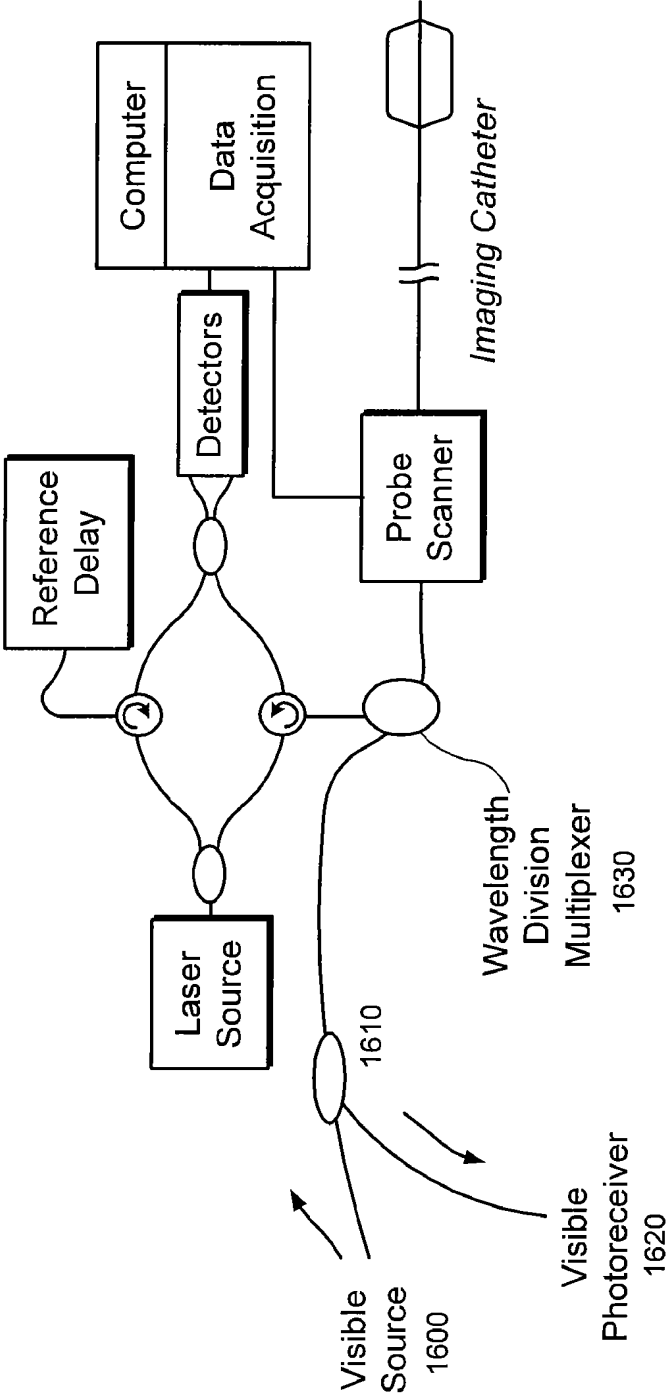 Reference
Delay
Computer
Data
Acquisition
Detectors
Laser
Source
Probe
Scanner
Imaging Catheter
Wavelength
Division
Multiplexer
1630
1610
Visible
Source
1600
Visible
Photoreceiver
1620